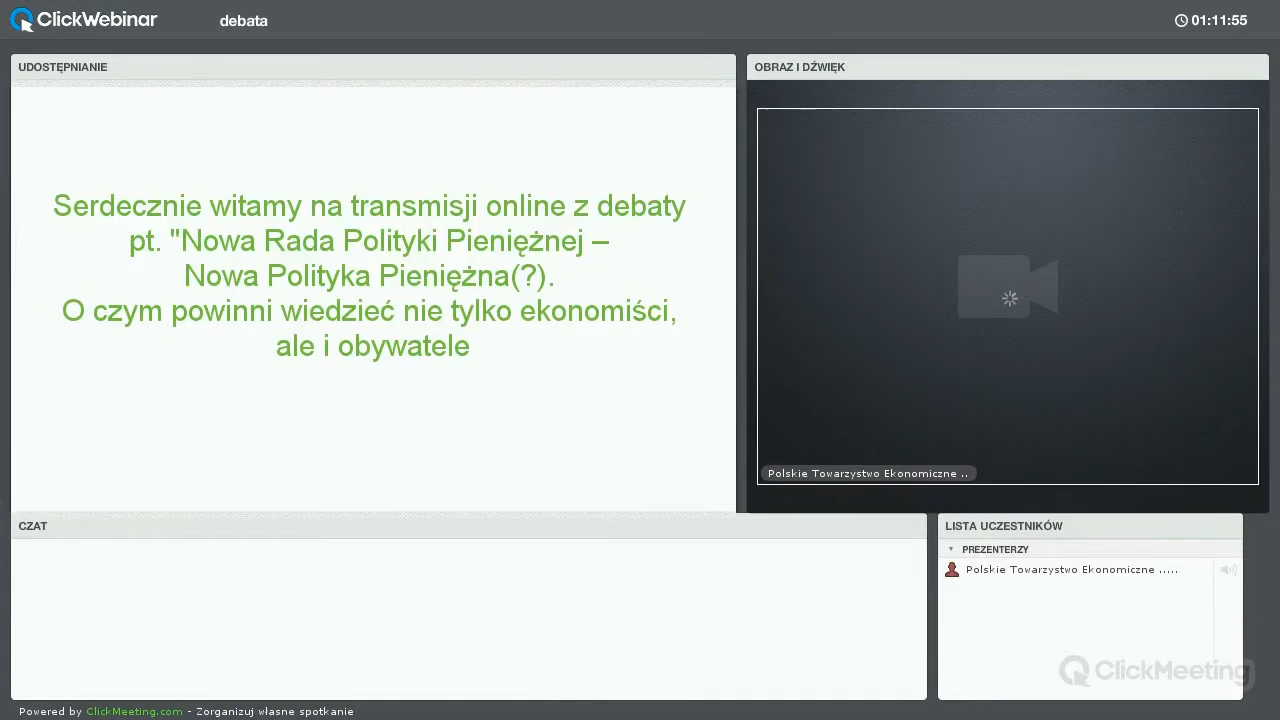 ClickWebinar
debata
01:11:55
UDOSTĘPNIANIE
OBRAZ I DŹWIĘK
Serdecznie witamy na transmisji online z debaty
pt. "Nowa Rada Polityki Pieniężnej –
Nowa Polityka Pieniężna(?).
O czym powinni wiedzieć nie tylko ekonomiści,
ale i obywatele
Polskie Towarzystwo Ekonomiczne ..
CZAT
LISTA UCZESTNIKÓW
PREZENTERZY
Polskie Towarzystwo Ekonomiczne .....
ClickMeeting
Powered by ClickMeeting.com - Zorganizuj własne spotkanie